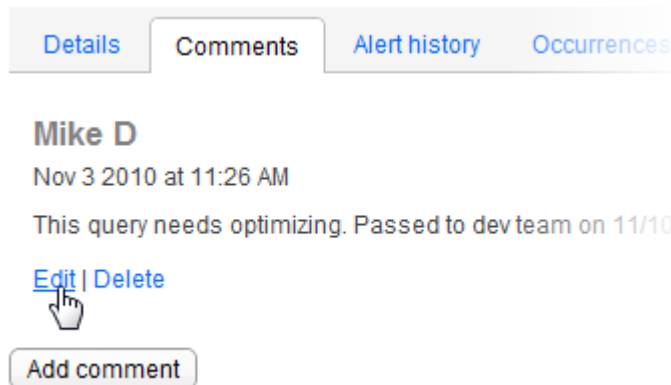 Details Comments Alert history Occurrences
Mike D
Nov 3 2010 at 11:26 AM
This query needs optimizing. Passed to dev team on 11/10
Edit | Delete
Add comment